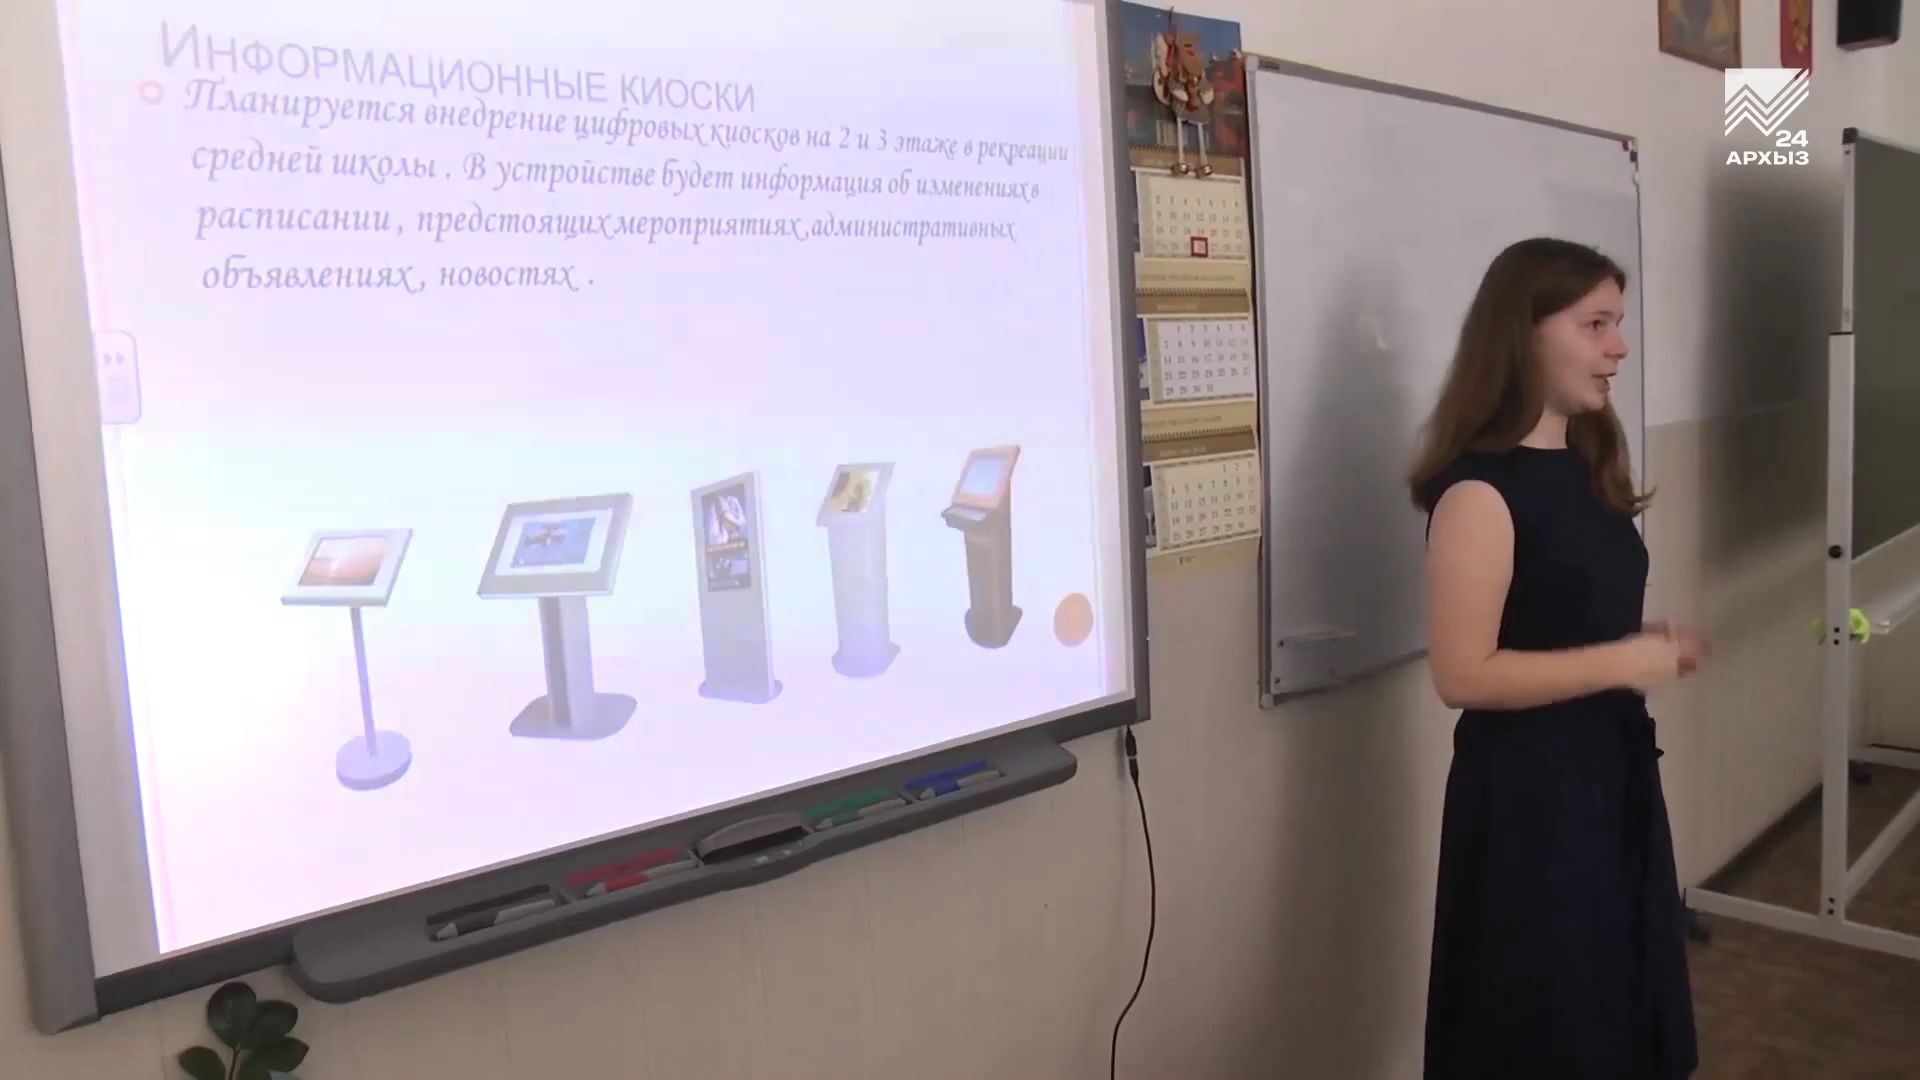 ИНФОРМАЦИОННЫЕ КИОСКИ
Планируется внедрение цифровых киосков на 2 и 3 этаже в рекреации
средней школы . В устройстве будет информация об изменениях в
расписании , предстоящих мероприятиях ,административных
объявлениях , новостях .
24
АРХЫЗ